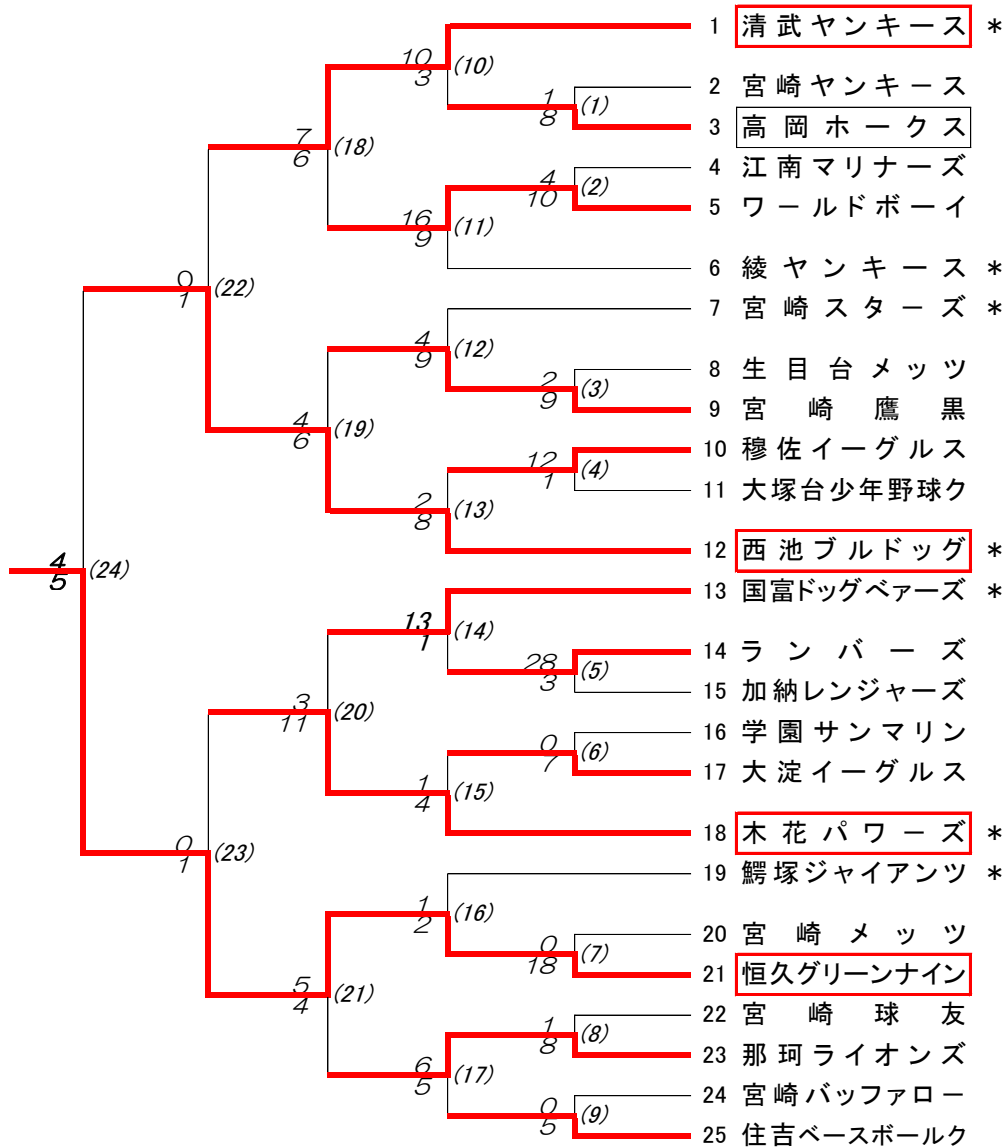 1 清武ヤンキース *
10
3
(10)
2 宮崎ヤンキース
1
8
(1)
3 高岡ホークス
7
6
(18)
4 江南マリナーズ
4
10
(2)
5 ワールドボーイ
16
9
(11)
6 綾ヤンキース *
0
1
(22)
7 宮崎スターズ *
4
9
(12)
8 生目台メッツ
2
9
(3)
9 宮崎鷹黒
4
6
(19)
10 穆佐イーグルス
12
1
(4)
11 大塚台少年野球ク
2
8
(13)
12 西池ブルドッグ *
4
5
(24)
13 国富ドッグベァーズ *
13
1
(14)
14 ランバーズ
28
3
(5)
15 加納レンジャーズ
3
11
(20)
16 学園サンマリン
0
7
(6)
17 大淀イーグルス
1
4
(15)
18 木花パワーズ *
0
1
(23)
19 鰐塚ジャイアンツ *
1
2
(16)
20 宮崎メッツ
0
18
(7)
21 恒久グリーンナイン
5
4
(21)
22 宮崎球友
1
8
(8)
23 那珂ライオンズ
6
5
(17)
24 宮崎バッファロー
0
5
(9)
25 住吉ベースボールク